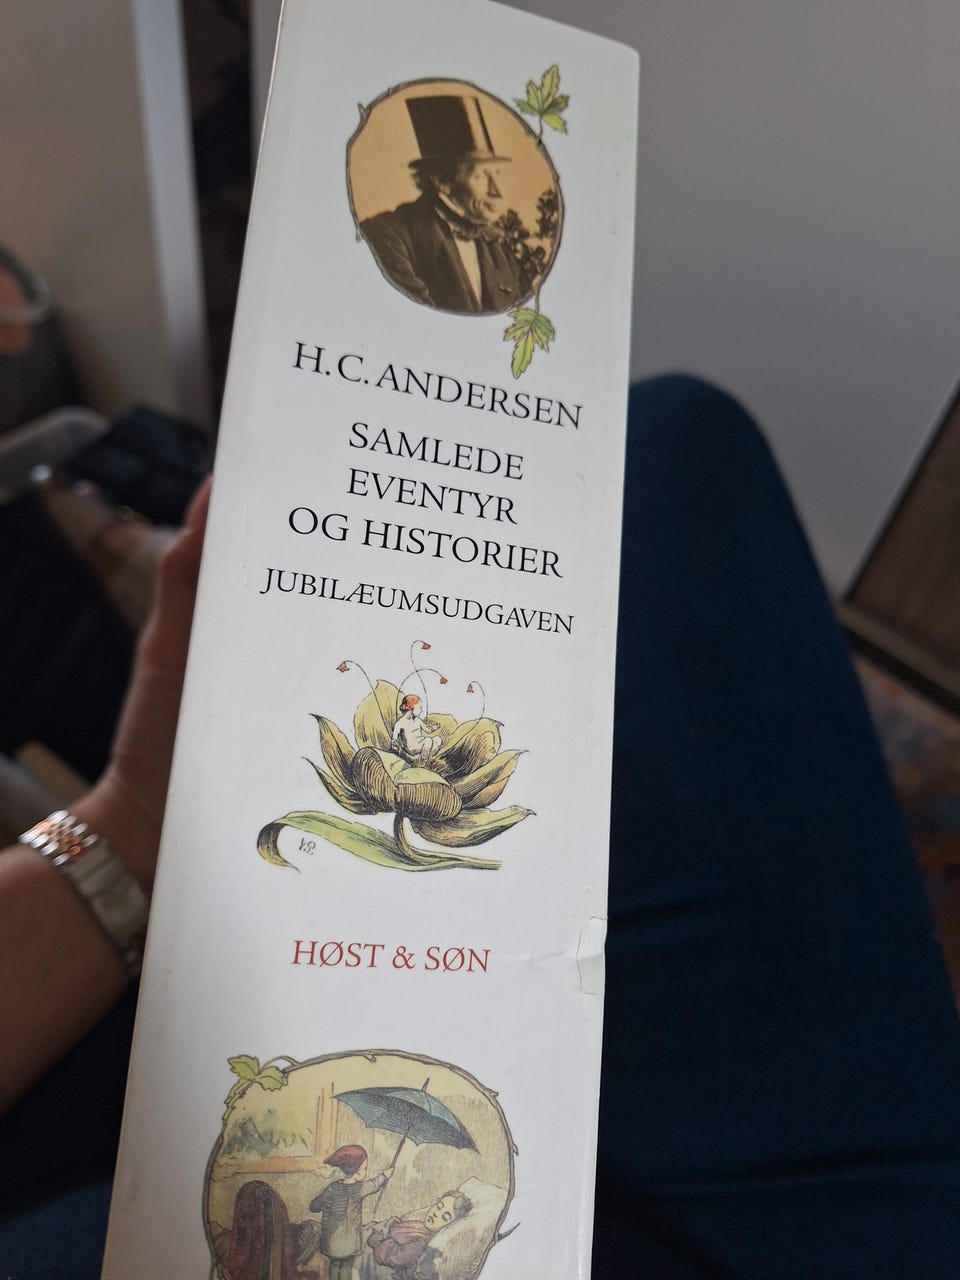 H. C. ANDERSEN
SAMLEDE
EVENTYR
OG HISTORIER
JUBILÆUMSUDGAVEN
V.P.
HØST & SØN